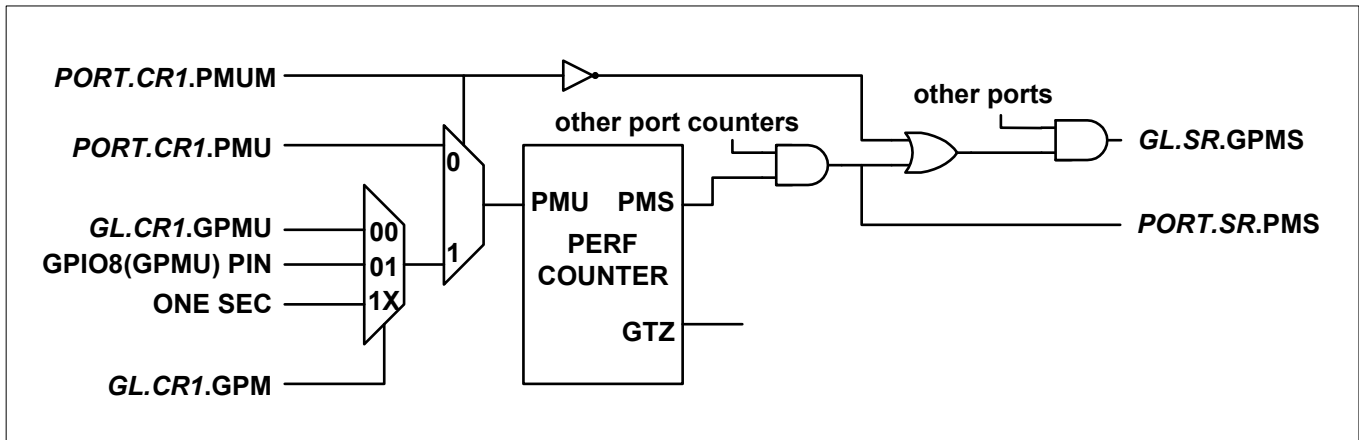 PORT.CR1.PMUM
other ports
other port counters
GL.SR.GPMS
PORT.CR1.PMU
0
PMU
PMS
PORT.SR.PMS
GL.CR1.GPMU
00
PERF
COUNTER
GPIO8(GPMU) PIN
01
1
ONE SEC
1X
GTZ
GL.CR1.GPM